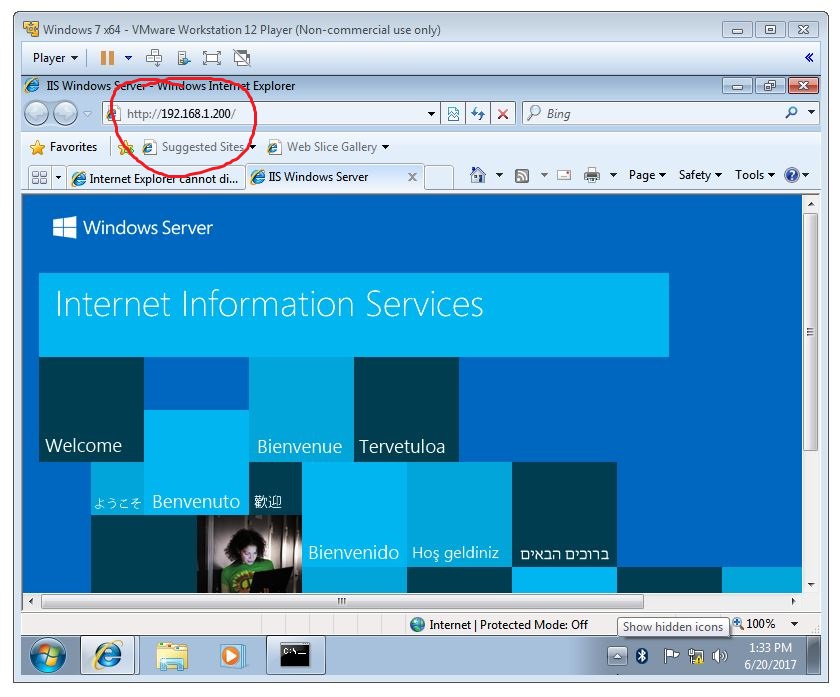 Windows 7 x64 - VMware Workstation 12 Player (Non-commercial use only)
Player
IIS Windows Server - Windows Internet Explorer
http://192.168.1.200/
Bing
Favorites
Suggested Sites
Web Slice Gallery
Internet Explorer cannot di...
IIS Windows Server
Page
Safety
Tools
Windows Server
Internet Information Services
Welcome
Bienvenue
Tervetuloa
ようこそ
Benvenuto
歡迎
Bienvenido
Hoş geldiniz
ברוכים הבאים
Internet | Protected Mode: Off
Show hidden icons
100%
C:\_
1:33 PM
6/20/2017